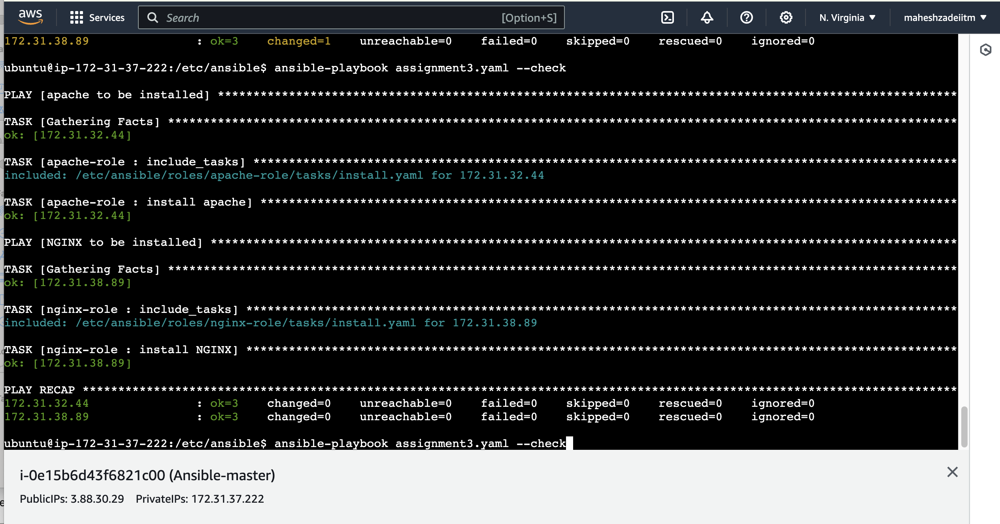 aws Services Search [Option+S] N. Virginia maheshzadeiitm
172.31.38.89 : ok=3 changed=1 unreachable=0 failed=0 skipped=0 rescued=0 ignored=0
ubuntu@ip-172-31-37-222:/etc/ansible$ ansible-playbook assignment3.yaml --check
PLAY [apache to be installed] ********************************************************************************************************
TASK [Gathering Facts] ***************************************************************************************************************
ok: [172.31.32.44]
TASK [apache-role : include_tasks] ***************************************************************************************************
included: /etc/ansible/roles/apache-role/tasks/install.yaml for 172.31.32.44
TASK [apache-role : install apache] **************************************************************************************************
ok: [172.31.32.44]
PLAY [NGINX to be installed] *********************************************************************************************************
TASK [Gathering Facts] ***************************************************************************************************************
ok: [172.31.38.89]
TASK [nginx-role : include_tasks] ****************************************************************************************************
included: /etc/ansible/roles/nginx-role/tasks/install.yaml for 172.31.38.89
TASK [nginx-role : install NGINX] ****************************************************************************************************
ok: [172.31.38.89]
PLAY RECAP ***************************************************************************************************************************
172.31.32.44 : ok=3 changed=0 unreachable=0 failed=0 skipped=0 rescued=0 ignored=0
172.31.38.89 : ok=3 changed=0 unreachable=0 failed=0 skipped=0 rescued=0 ignored=0
ubuntu@ip-172-31-37-222:/etc/ansible$ ansible-playbook assignment3.yaml --check
i-0e15b6d43f6821c00 (Ansible-master)
PublicIPs: 3.88.30.29 PrivateIPs: 172.31.37.222